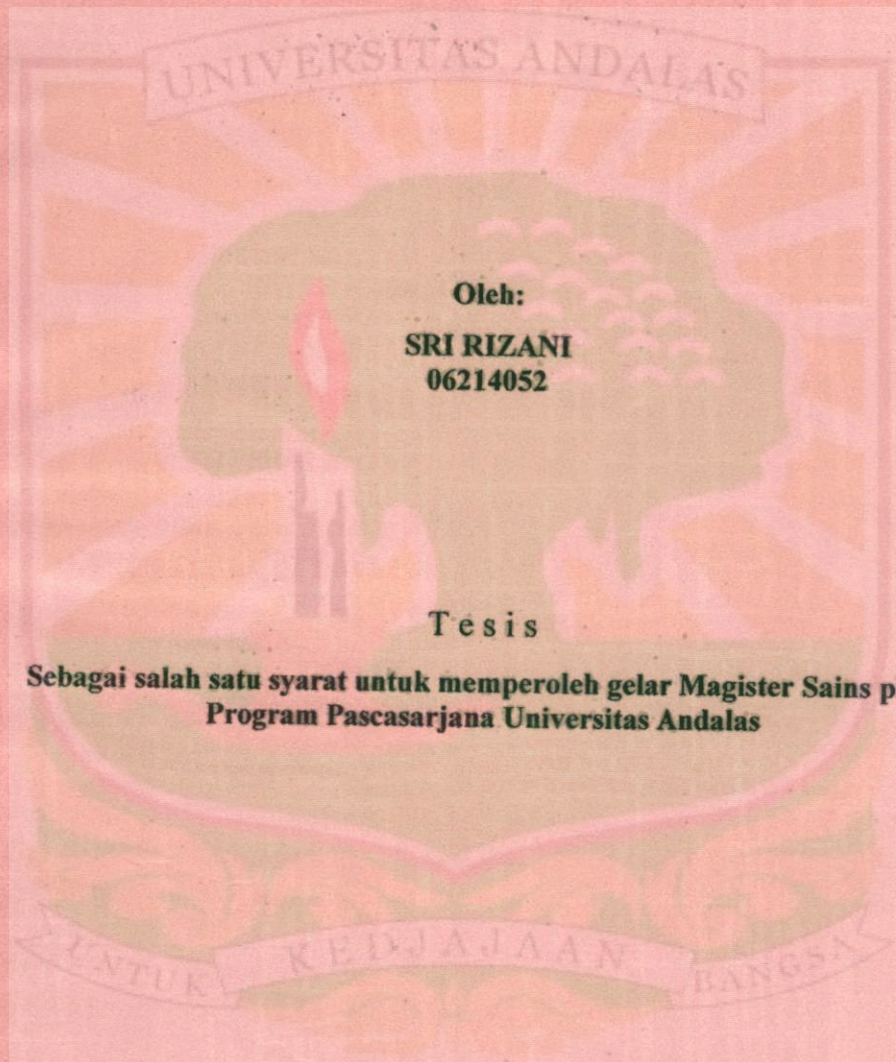 UNIVERSITAS ANDALAS
Oleh:
SRI RIZANI
06214052
Tesis
Sebagai salah satu syarat untuk memperoleh gelar Magister Sains p
Program Pascasarjana Universitas Andalas
UNTUK KEDJAJAAN BANGSA